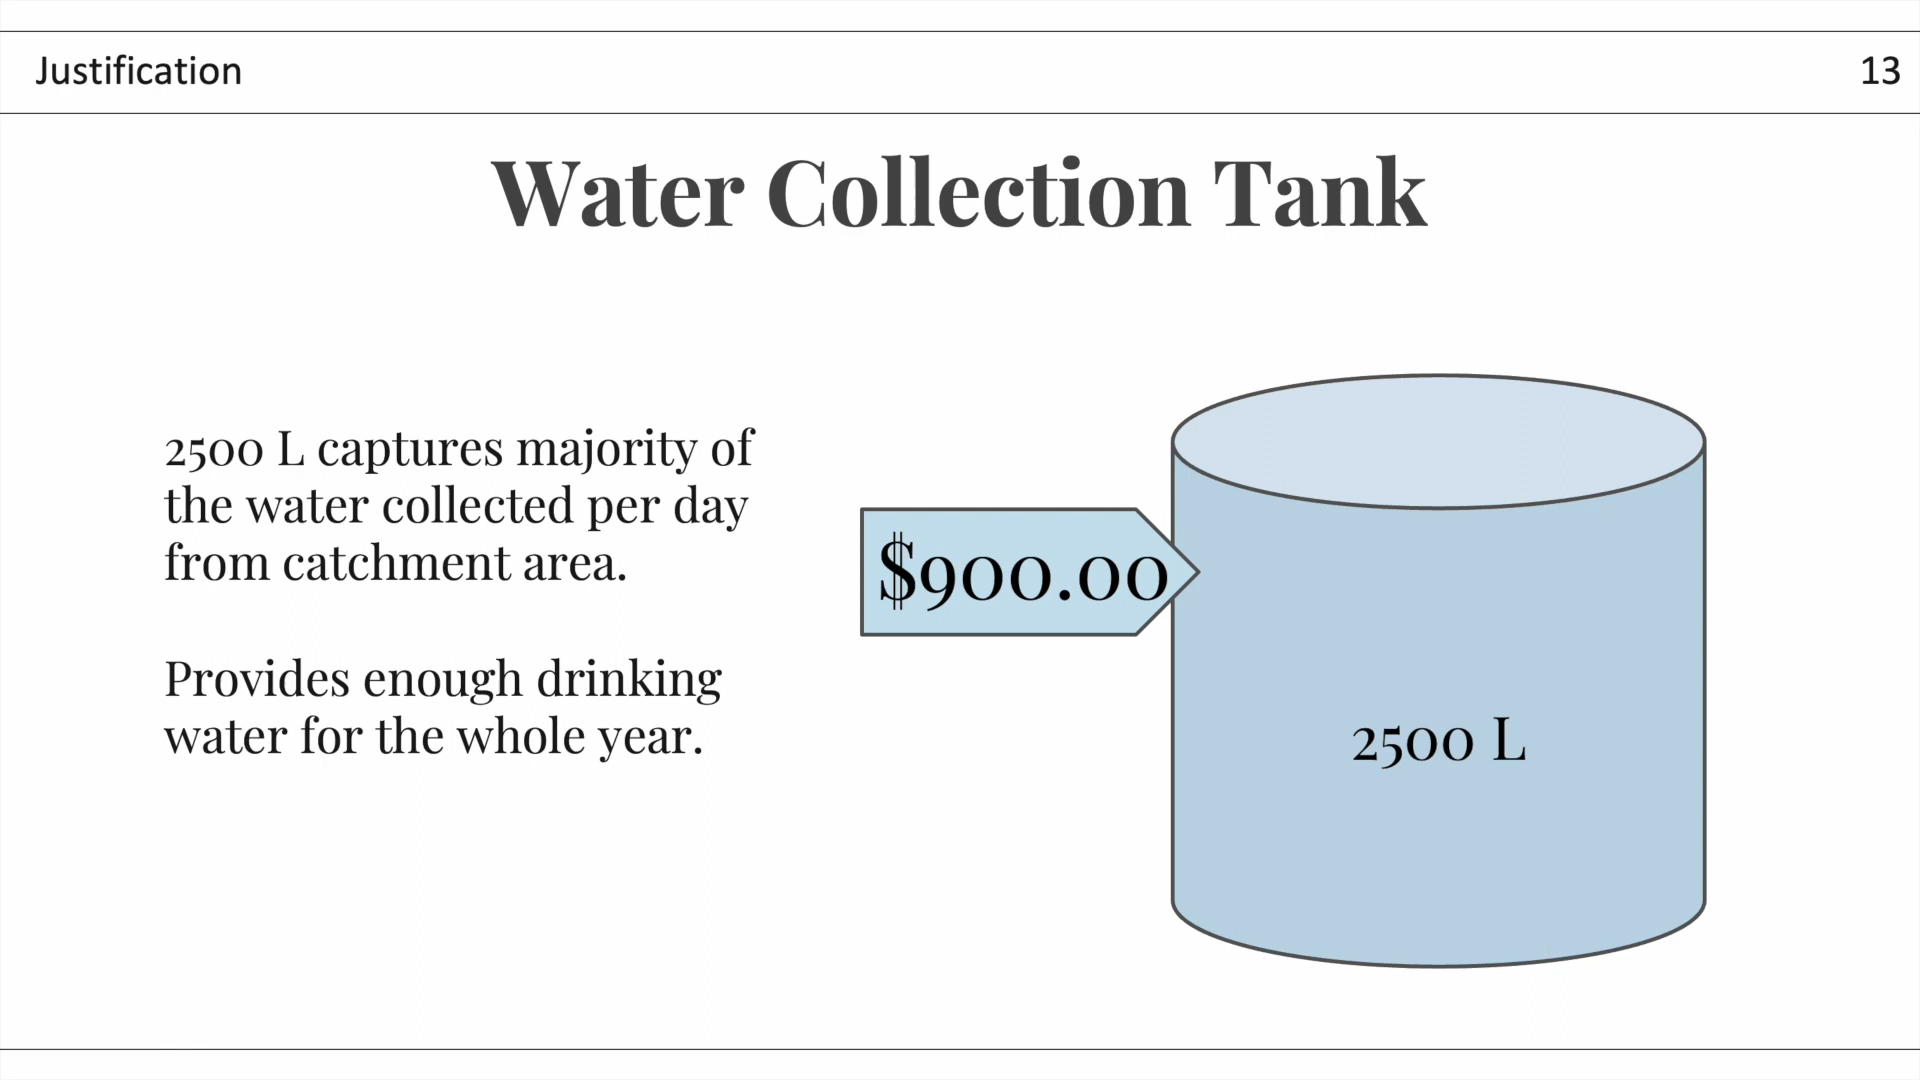 Justification
13
Water Collection Tank
2500 L captures majority of
the water collected per day
from catchment area.
Provides enough drinking
water for the whole year.
$900.00
2500 L